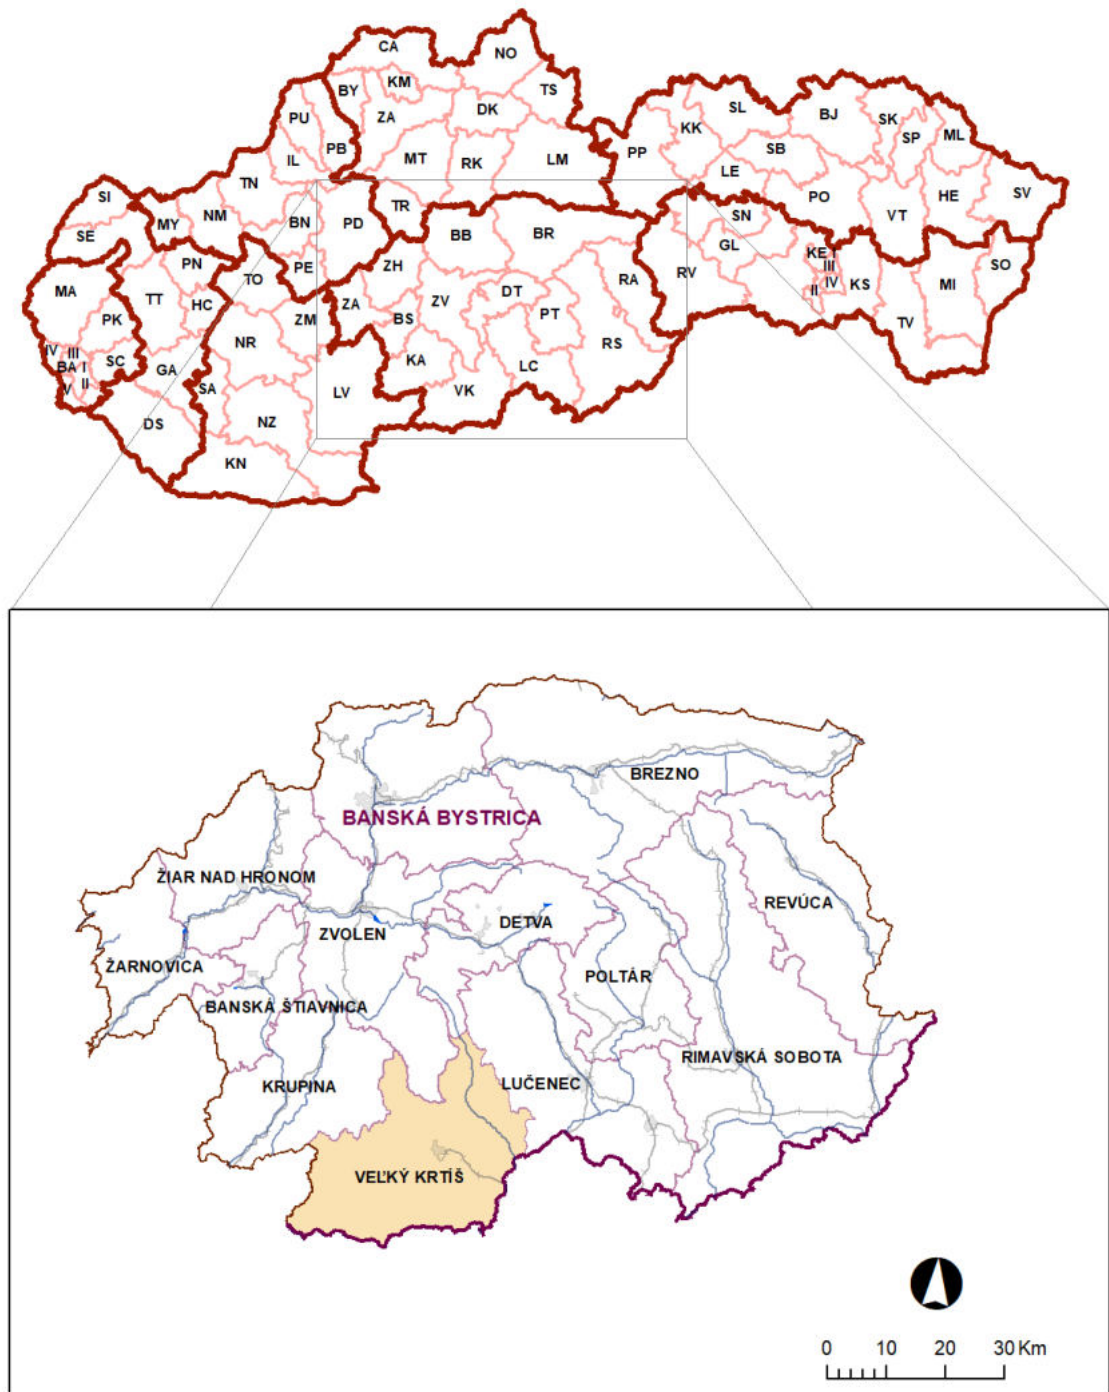 CA
NO
BY
KM
TS
PU
ZA
DK
SL
BJ
SK
ML
KK
SP
PB
SB
IL
MT
RK
LM
PP
LE
TN
HE
SV
SI
BN
PD
TR
PO
VT
MY
NM
SN
SE
BB
BR
GL
PN
PE
ZH
KE I
SO
MA
TO
RV
III
TT
RA
IV
KS
MI
HC
ZA
ZV
DT
II
PK
ZM
BS
PT
TV
IV
III
NR
RS
BA
I
SC
GA
KA
LC
V
II
SA
LV
VK
DS
NZ
KN
BREZNO
BANSKÁ BYSTRICA
ŽIAR NAD HRONOM
REVÚCA
DETVA
ZVOLEN
ŽARNOVICA
POLTÁR
BANSKÁ ŠTIAVNICA
RIMAVSKÁ SOBOTA
KRUPINA
LUČENEC
VEĽKÝ KRTÍŠ
0 10 20 30 Km